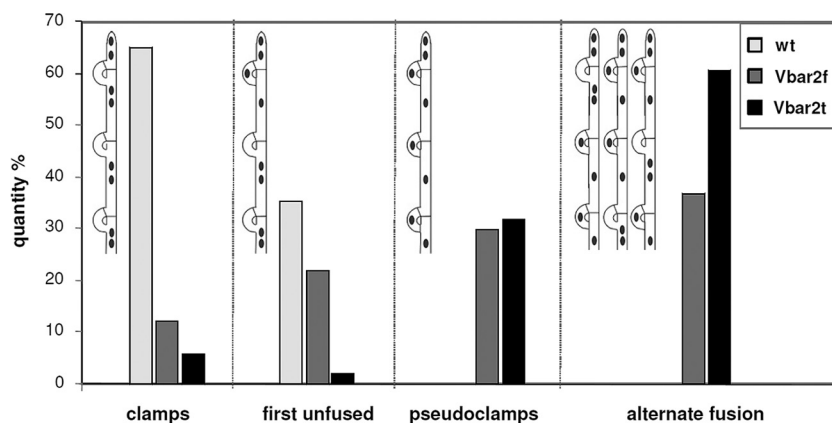 70
60
50
40
30
20
10
0
quantity %
wt
Vbar2f
Vbar2t
clamps first unfused pseudoclamps alternate fusion